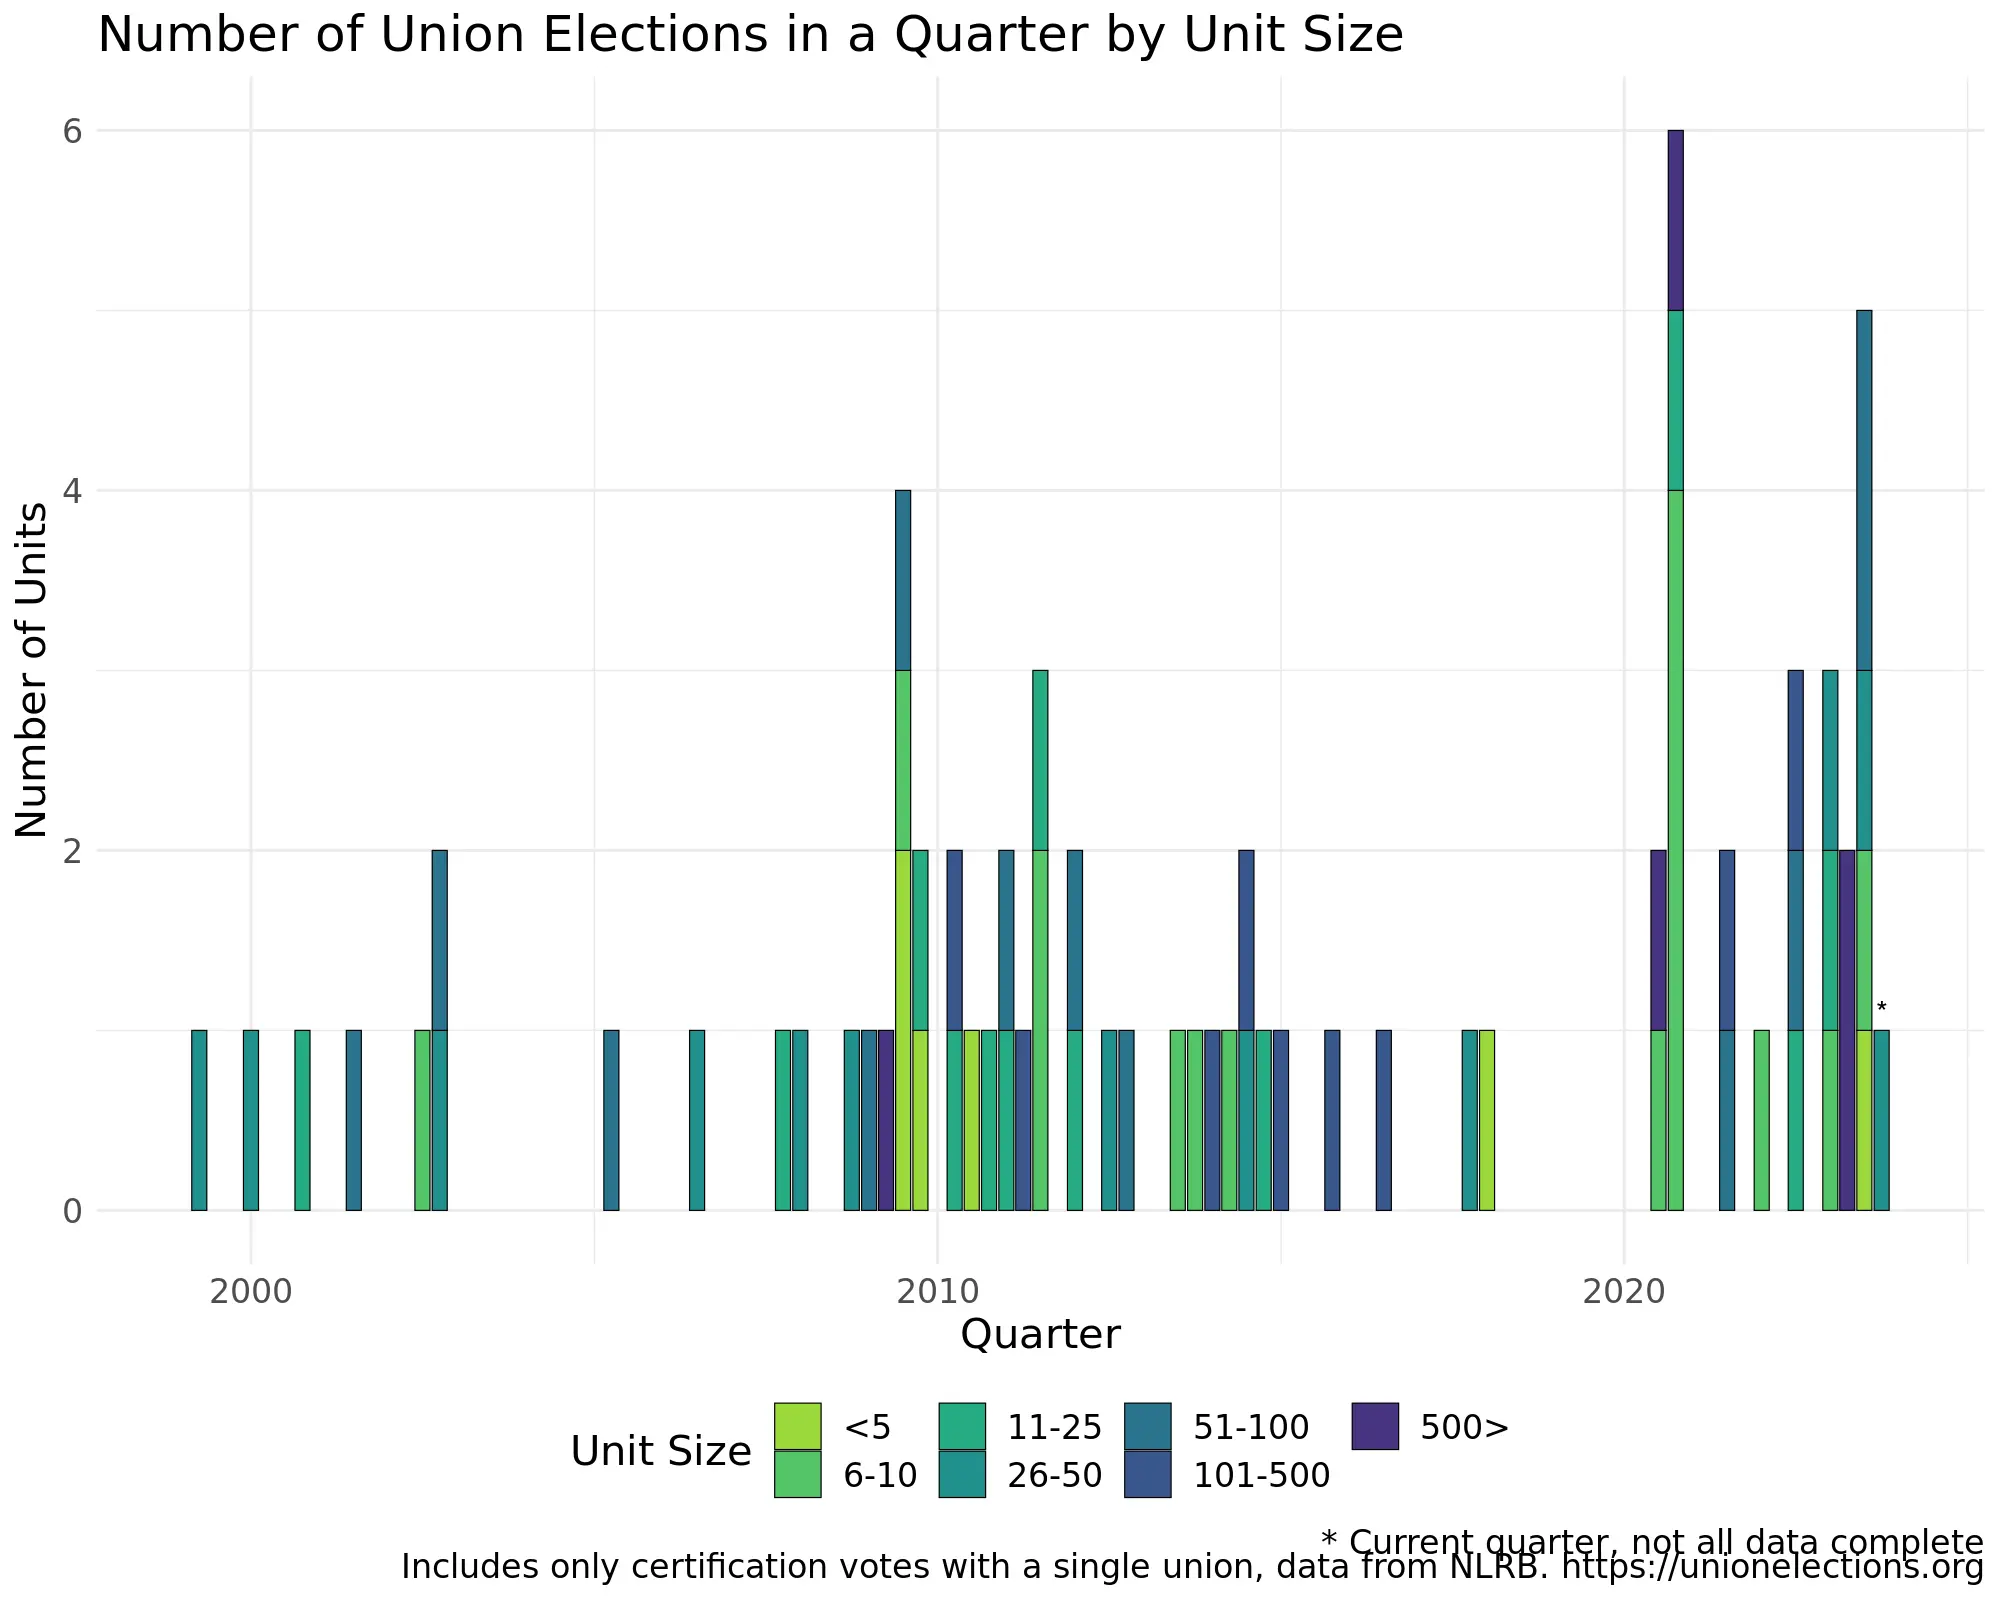 Number of Union Elections in a Quarter by Unit Size
Number of Units
6
4
2
0
*
2000 2010 2020
Quarter
Unit Size
<5 11-25 51-100 500>
6-10 26-50 101-500
* Current quarter, not all data complete
Includes only certification votes with a single union, data from NLRB. https://unionelections.org